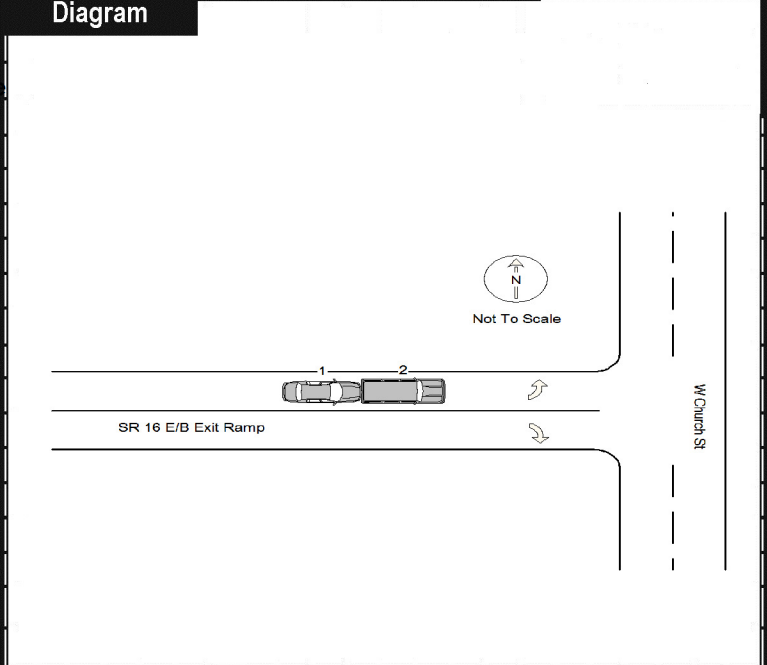 Diagram
N
Not To Scale
1
2
SR 16 E/B Exit Ramp
W Church St